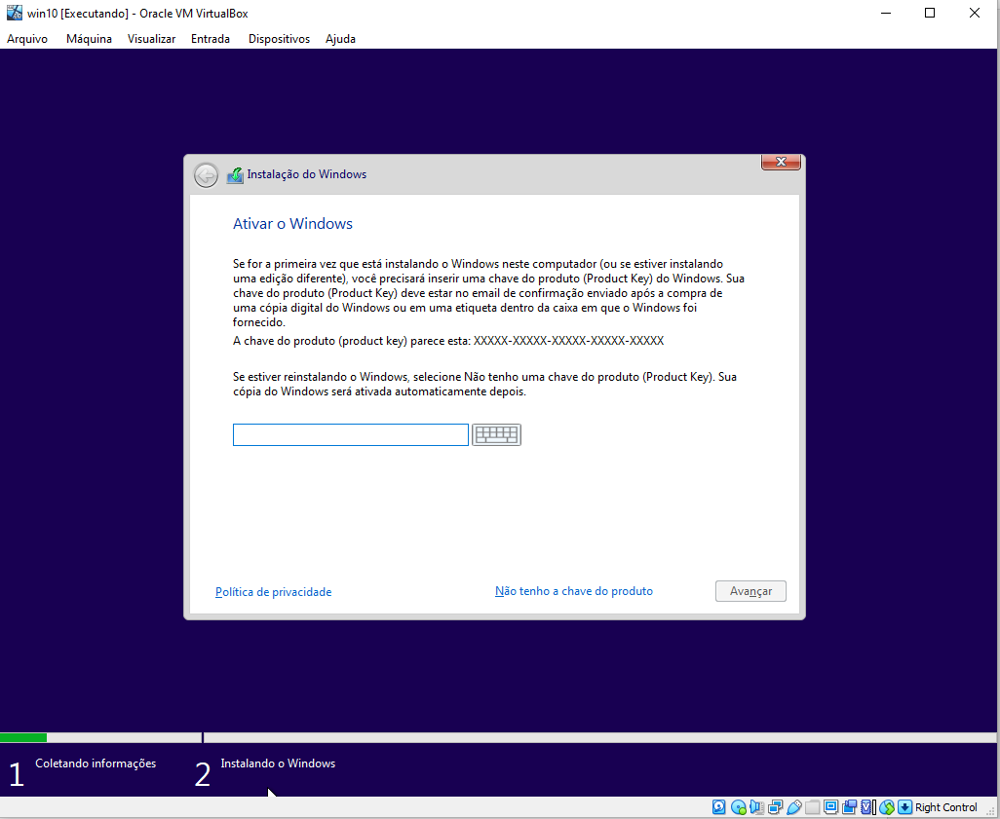 win10 [Executando] - Oracle VM VirtualBox
Arquivo Máquina Visualizar Entrada Dispositivos Ajuda
Instalação do Windows
Ativar o Windows
Se for a primeira vez que está instalando o Windows neste computador (ou se estiver instalando
uma edição diferente), você precisará inserir uma chave do produto (Product Key) do Windows. Sua
chave do produto (Product Key) deve estar no email de confirmação enviado após a compra de
uma cópia digital do Windows ou em uma etiqueta dentro da caixa em que o Windows foi
fornecido.
A chave do produto (product key) parece esta: XXXXX-XXXXX-XXXXX-XXXXX-XXXXX
Se estiver reinstalando o Windows, selecione Não tenho uma chave do produto (Product Key). Sua
cópia do Windows será ativada automaticamente depois.
Política de privacidade
Não tenho a chave do produto
Avançar
1 Coletando informações
2 Instalando o Windows
Right Control